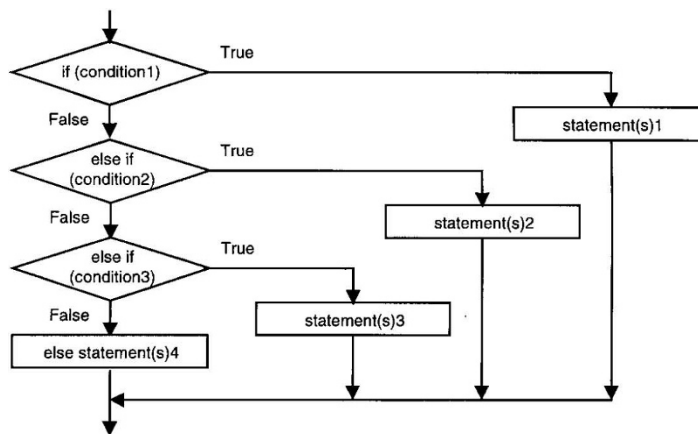 True
if (condition1)
False
statement(s)1
True
else if
(condition2)
False
statement(s)2
True
else if
(condition3)
False
statement(s)3
else statement(s)4